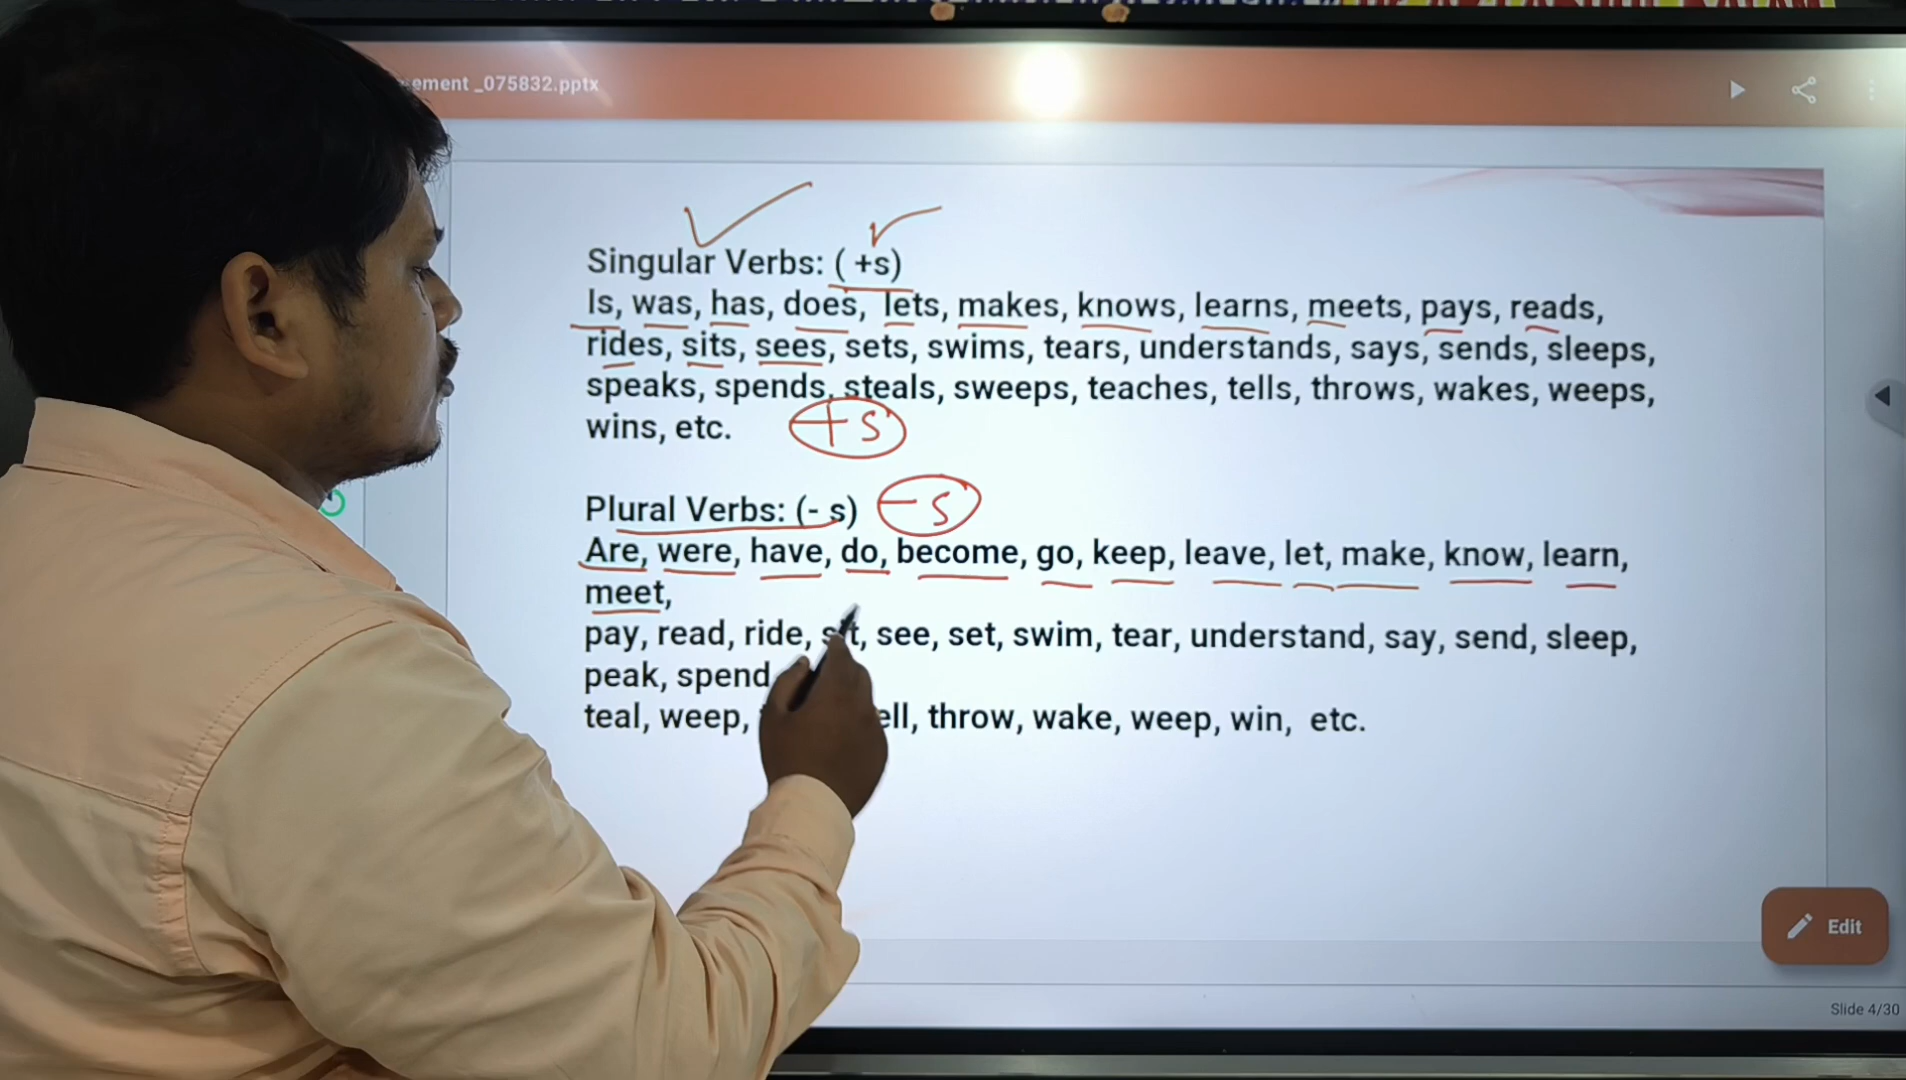 ement _075832.pptx
Singular Verbs: ( +s)
Is, was, has, does, lets, makes, knows, learns, meets, pays, reads,
rides, sits, sees, sets, swims, tears, understands, says, sends, sleeps,
speaks, spends, steals, sweeps, teaches, tells, throws, wakes, weeps,
wins, etc. +s
Plural Verbs: (- s) -s
Are, were, have, do, become, go, keep, leave, let, make, know, learn,
meet,
pay, read, ride, sit, see, set, swim, tear, understand, say, send, sleep,
peak, spend
teal, weep, ell, throw, wake, weep, win, etc.
Edit
Slide 4/30